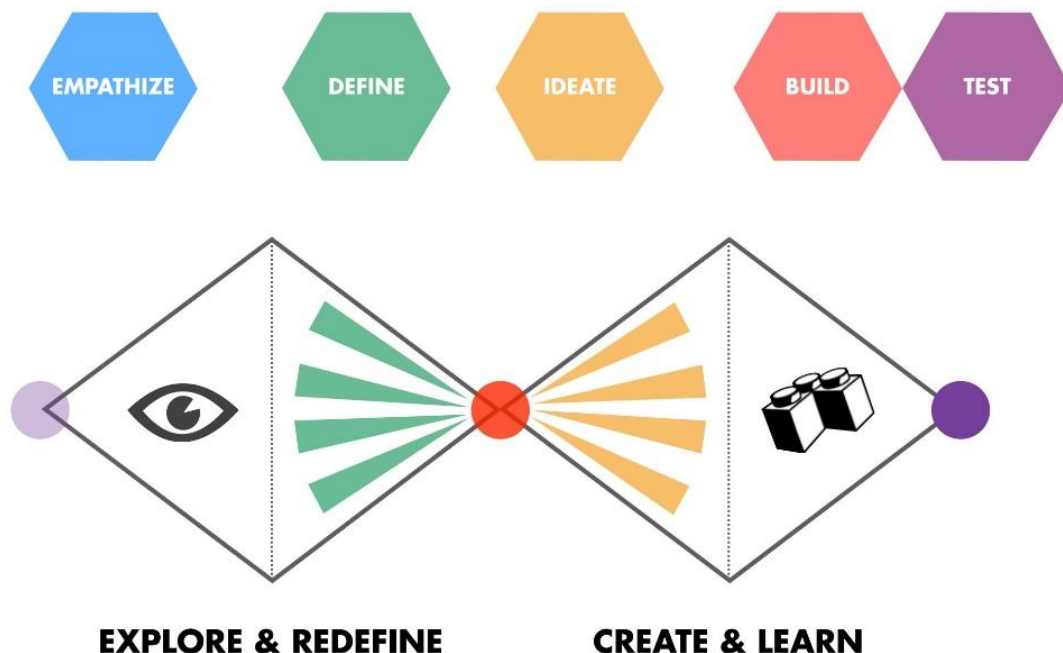 EMPATHIZE
DEFINE
IDEATE
BUILD
TEST
EXPLORE & REDEFINE
CREATE & LEARN